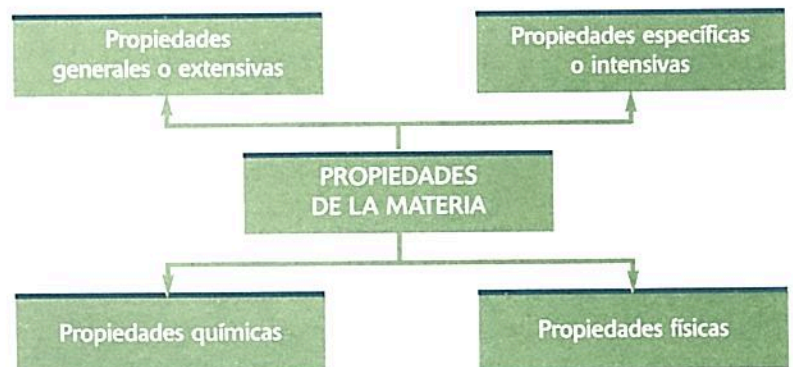 Propiedades
generales o extensivas
Propiedades específicas
o intensivas
PROPIEDADES
DE LA MATERIA
Propiedades químicas
Propiedades físicas